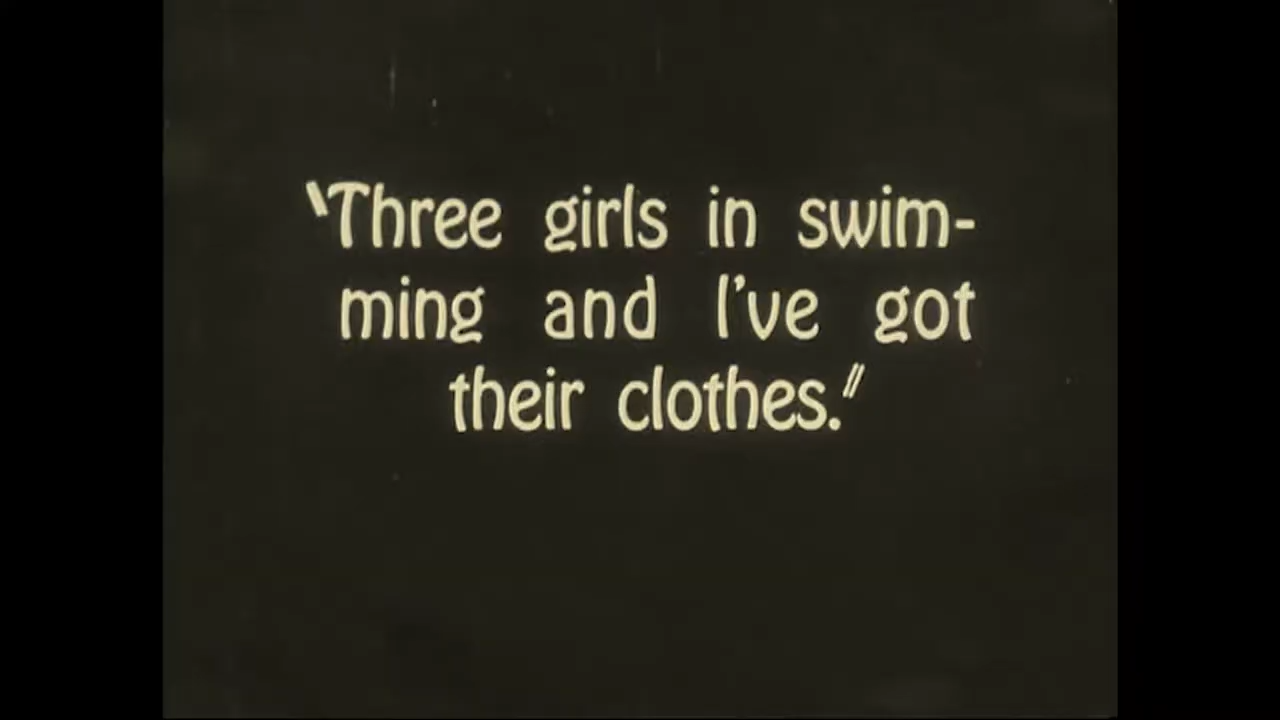 "Three girls in swim-
ming and I've got
their clothes."